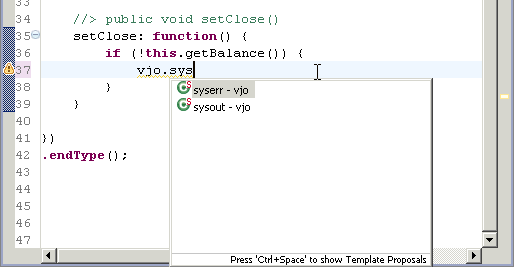 33
34 //> public void setClose()
35 setClose: function() {
36 if (!this.getBalance()) {
37 vjo.sys
38 }
39 }
40
41 })
42 .endType();
43
44
45
46
47
syserr - vjo
sysout - vjo
Press 'Ctrl+Space' to show Template Proposals